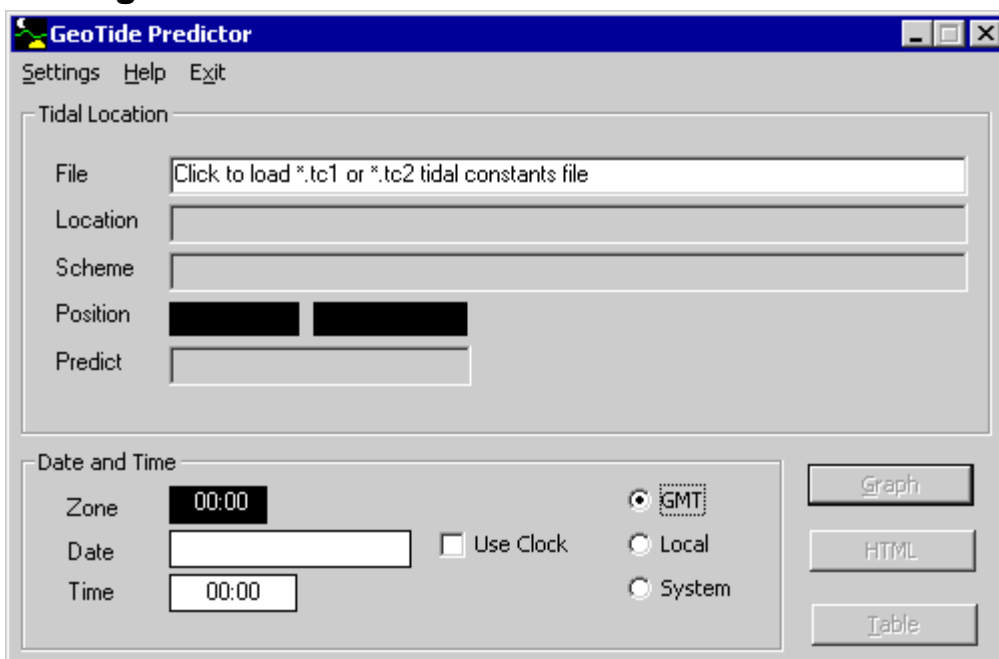 GeoTide Predictor
Settings Help Exit
Tidal Location
File Click to load *.tc1 or *.tc2 tidal constants file
Location
Scheme
Position
Predict
Date and Time
Zone 00:00 GMT Graph
Date Use Clock Local HTML
Time 00:00 System Table